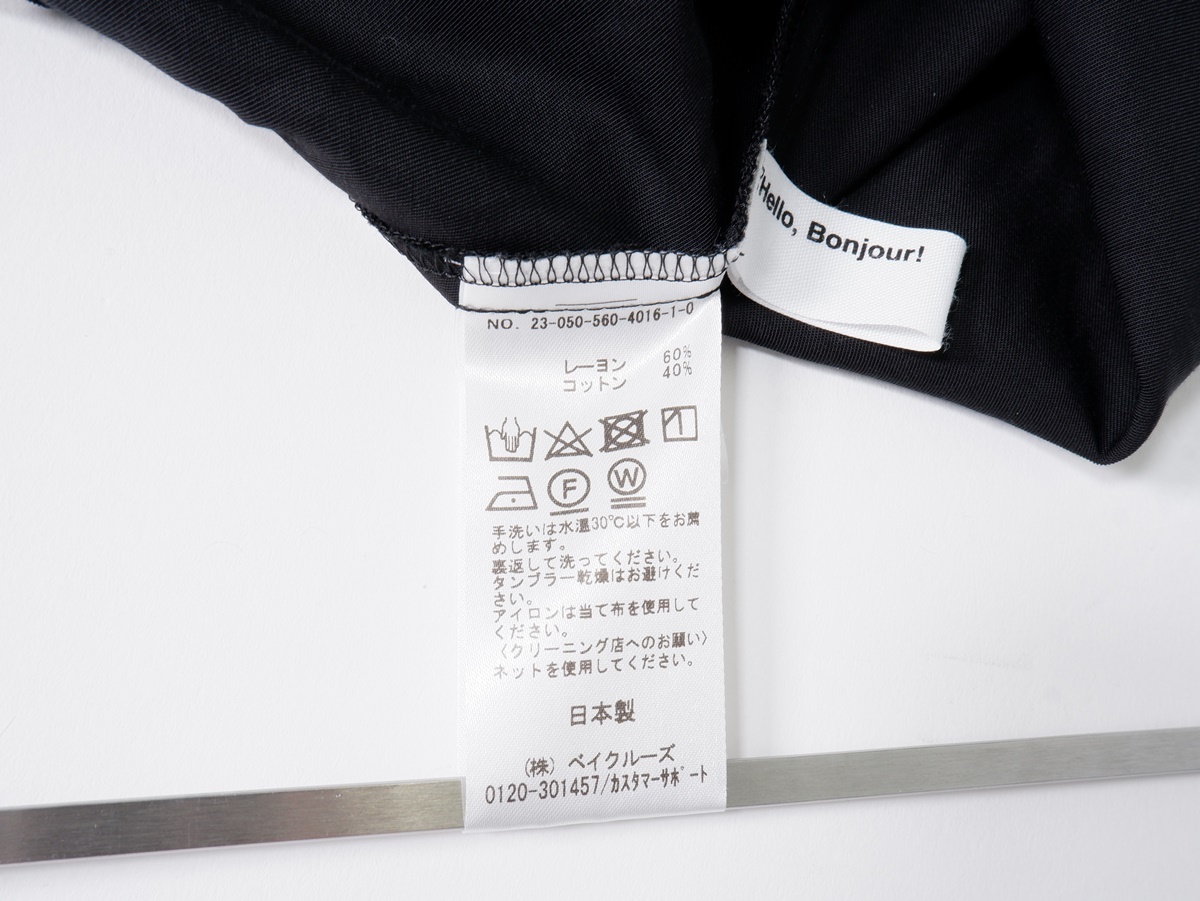 "Hello, Bonjour!
NO. 23-050-560-4016-1-0
レーヨン 60%
コットン 40%
F W
手洗いは水温30℃以下をお薦
めします。
裏返して洗ってください。
タンブラー乾燥はお避けくだ
さい。
アイロンは当て布を使用して
ください。
〈クリーニング店へのお願い〉
ネットを使用してください。
日本製
(株) ベイクルーズ
0120-301457/カスタマーサポート